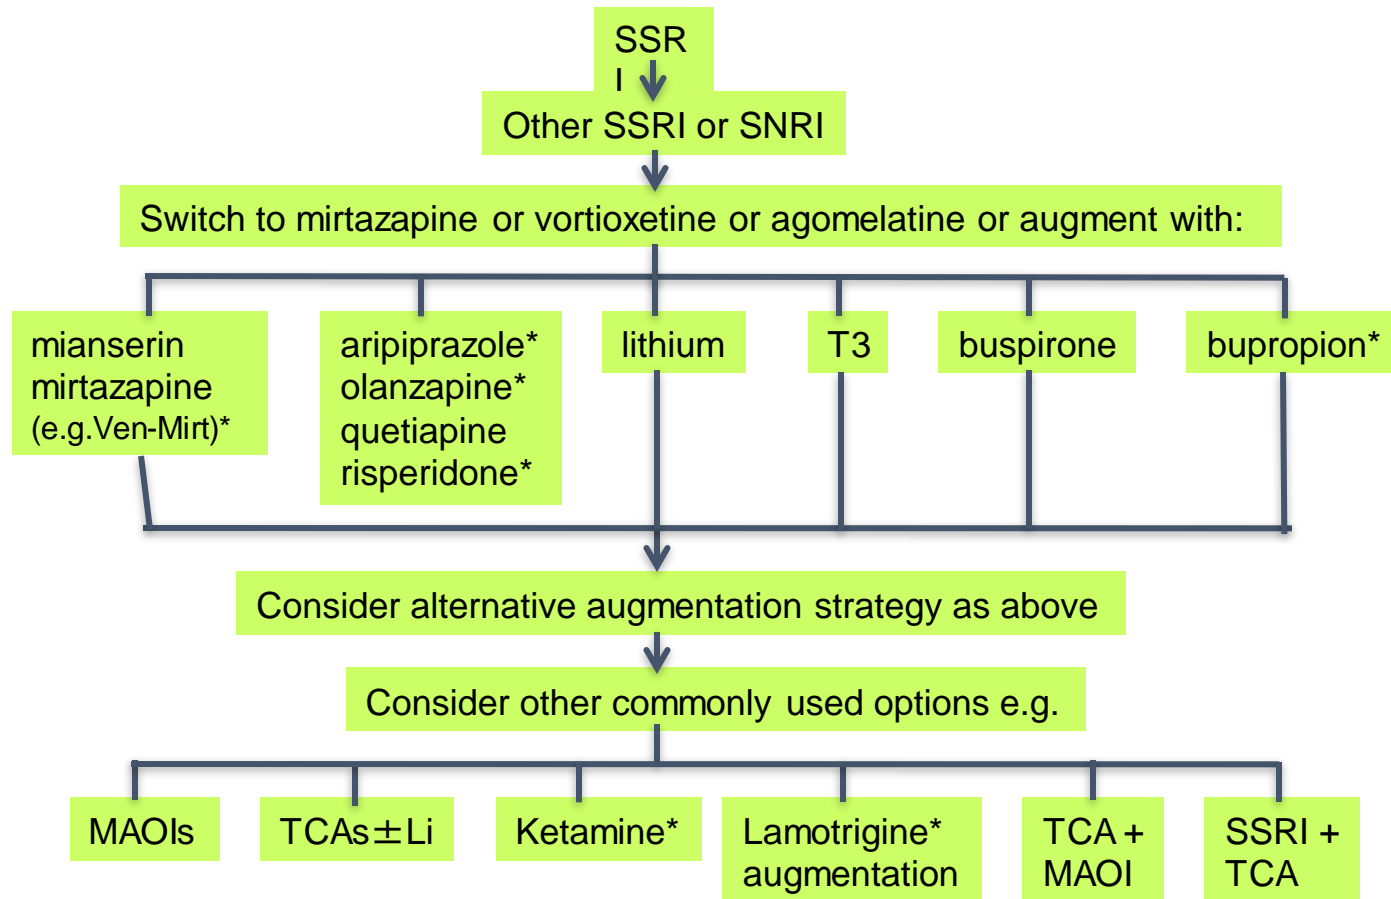 SSR
I
Other SSRI or SNRI
Switch to mirtazapine or vortioxetine or agomelatine or augment with:
mianserin
mirtazapine
(e.g.Ven-Mirt)*
aripiprazole*
olanzapine*
quetiapine
risperidone*
lithium
T3
buspirone
bupropion*
Consider alternative augmentation strategy as above
Consider other commonly used options e.g.
MAOIs
TCAs±Li
Ketamine*
Lamotrigine*
augmentation
TCA +
MAOI
SSRI +
TCA